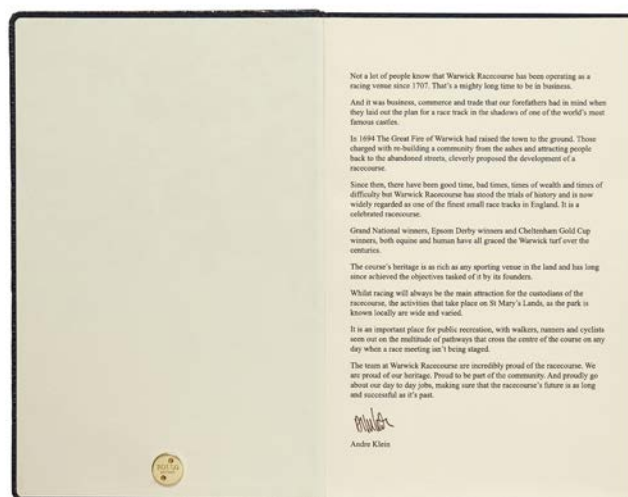 Not a lot of people know that Warwick Racecourse has been operating as a
racing venue since 1707. That's a mighty long time to be in business.
And it was business, commerce and trade that our forefathers had in mind when
they laid out the plan for a race track in the shadows of one of the world's most
famous castles.
In 1694 The Great Fire of Warwick had raised the town to the ground. Those
charged with re-building a community from the ashes and attracting people
back to the abandoned streets, cleverly proposed the development of a
racecourse.
Since then, there have been good time, bad times, times of wealth and times of
difficulty but Warwick Racecourse has stood the trials of history and is now
widely regarded as one of the finest small race tracks in England. It is a
celebrated racecourse.
Grand National winners, Epsom Derby winners and Cheltenham Gold Cup
winners, both equine and human have all graced the Warwick turf over the
centuries.
The course's heritage is as rich as any sporting venue in the land and has long
since achieved the objectives tasked of it by its founders.
Whilst racing will always be the main attraction for the custodians of the
racecourse, the activities that take place on St Mary's Lands, as the park is
known locally are wide and varied.
It is an important place for public recreation, with walkers, runners and cyclists
seen out on the multitude of pathways that cross the centre of the course on any
day when a race meeting isn't being staged.
The team at Warwick Racecourse are incredibly proud of the racecourse. We
are proud of our heritage. Proud to be part of the community. And proudly go
about our day to day jobs, making sure that the racecourse's future is as long
and successful as it's past.
Andre Klein